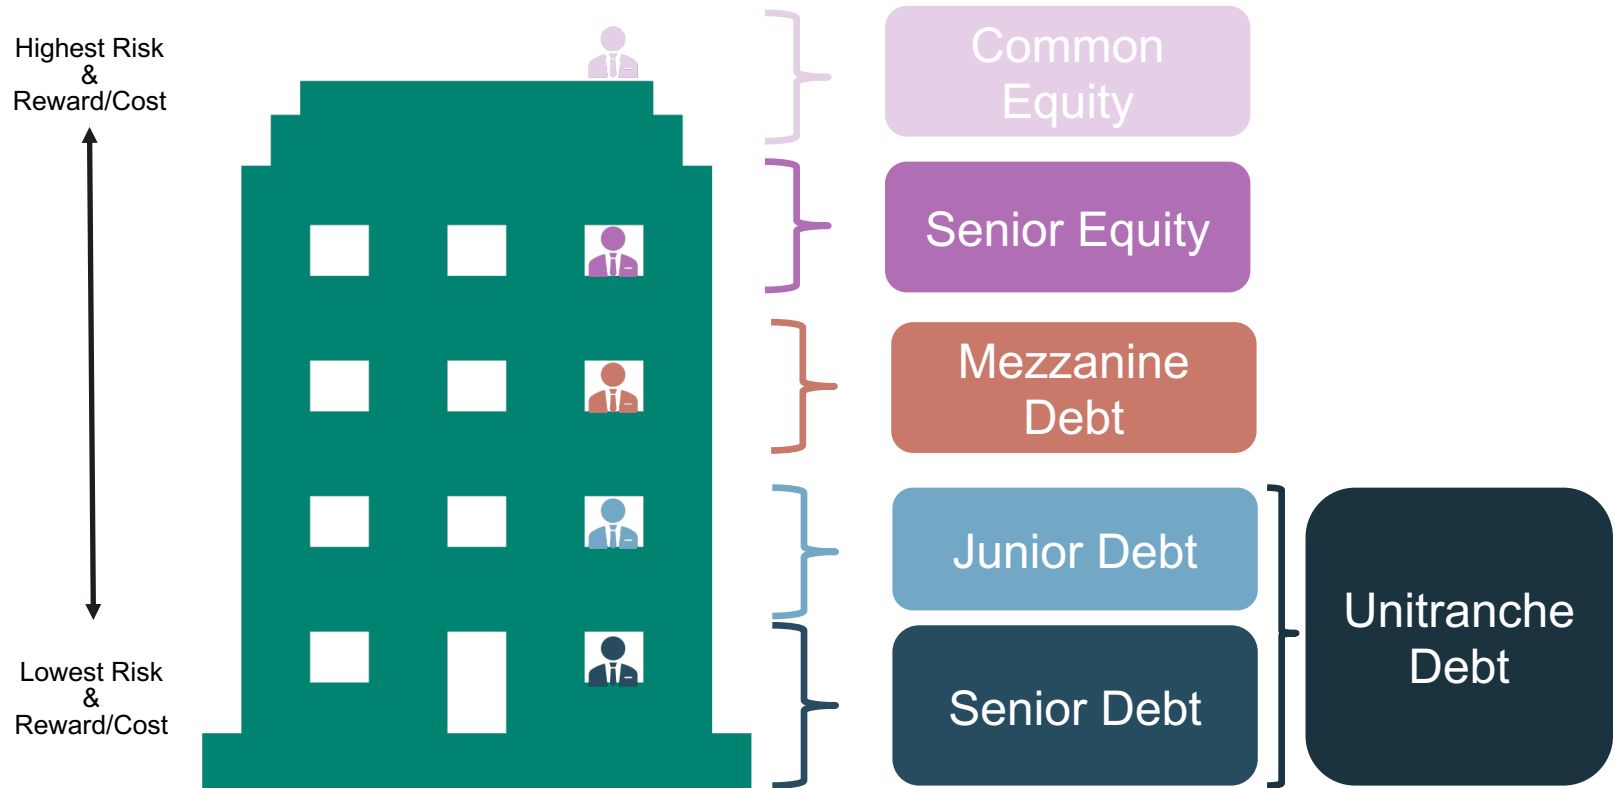 Highest Risk
&
Reward/Cost
Common
Equity
Senior Equity
Mezzanine
Debt
Junior Debt
Unitranche
Debt
Lowest Risk
&
Reward/Cost
Senior Debt